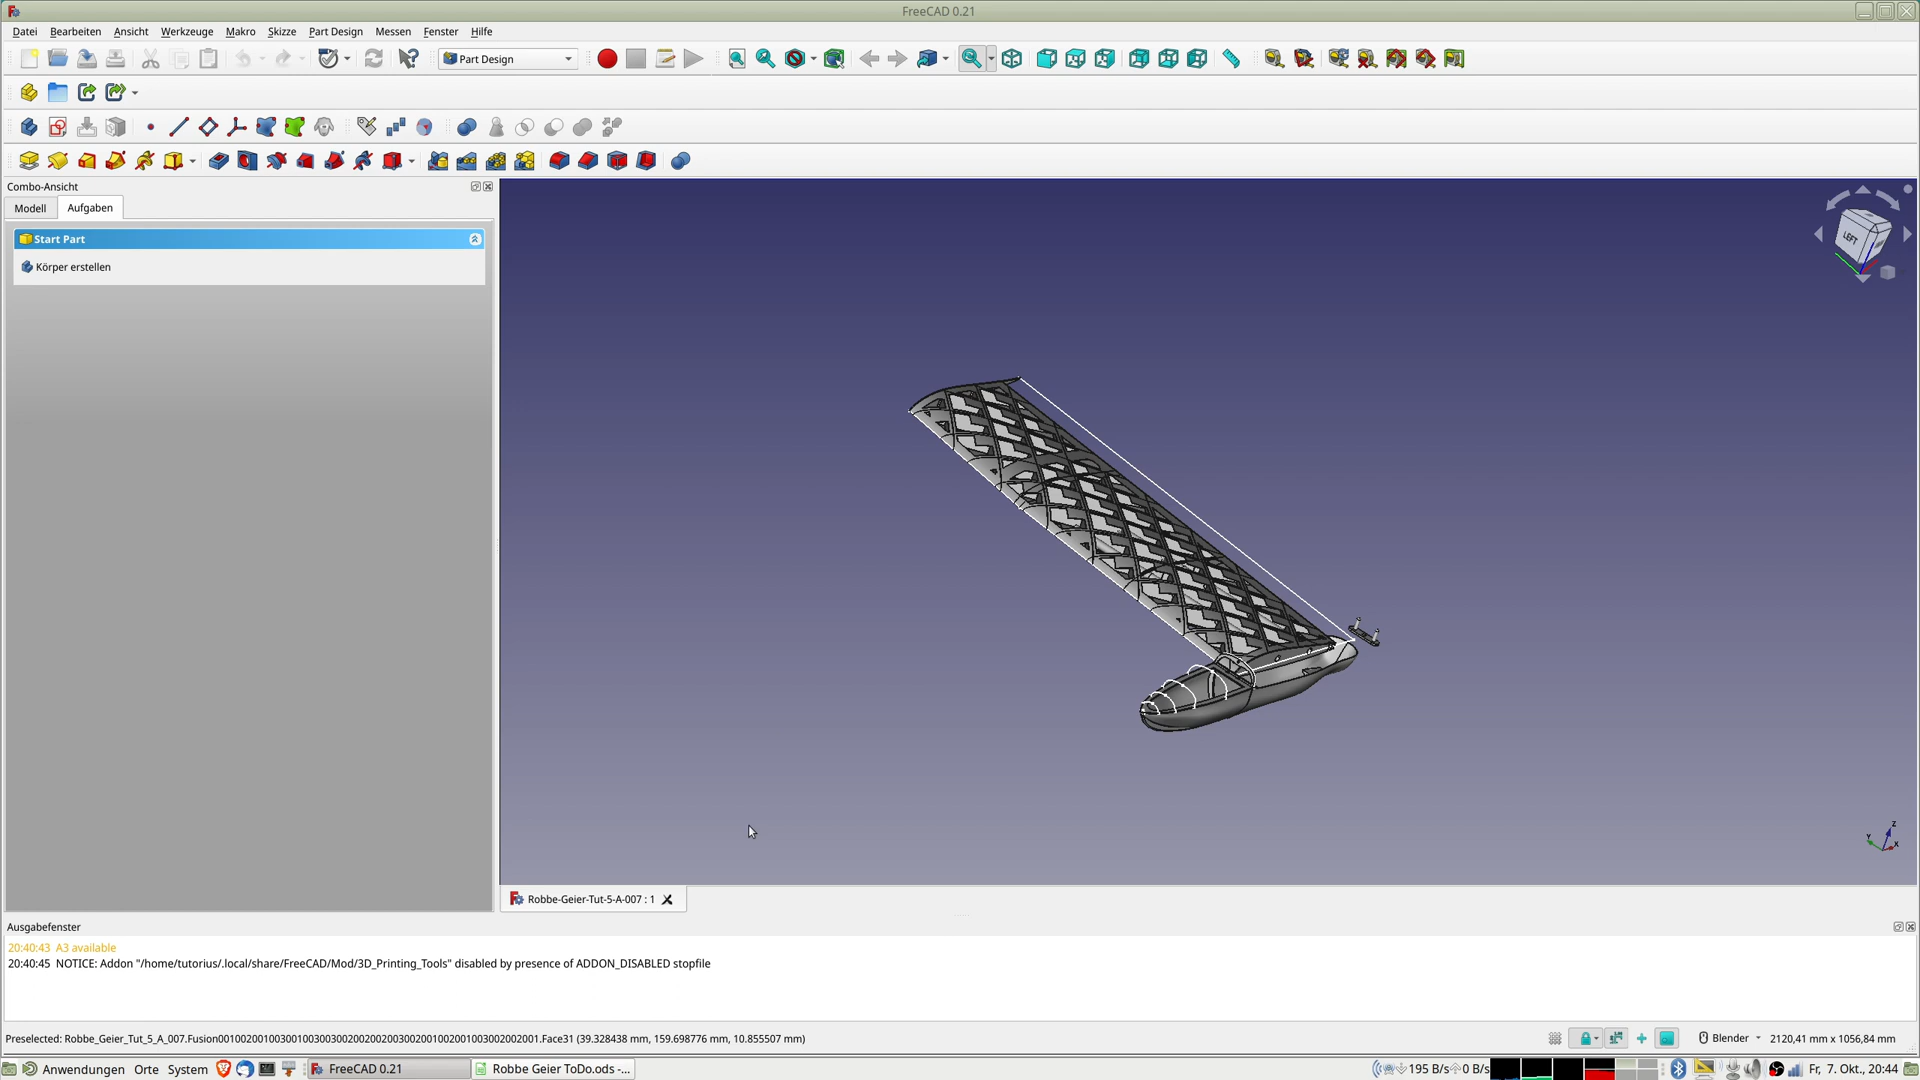 FreeCAD 0.21
Datei Bearbeiten Ansicht Werkzeuge Makro Skizze Part Design Messen Fenster Hilfe
Part Design
Combo-Ansicht
Modell Aufgaben
Start Part
Körper erstellen
LEFT
Z
Y
X
Robbe-Geier-Tut-5-A-007 : 1
Ausgabefenster
20:40:43 A3 available
20:40:45 NOTICE: Addon "/home/tutorius/.local/share/FreeCAD/Mod/3D_Printing_Tools" disabled by presence of ADDON_DISABLED stopfile
Preselected: Robbe_Geier_Tut_5_A_007.Fusion001002001003001003003002002002003002001002001003002002001.Face31 (39.328438 mm, 159.698776 mm, 10.855507 mm)
Blender
2120,41 mm x 1056,84 mm
Anwendungen Orte System
FreeCAD 0.21
Robbe Geier ToDo.ods -...
195 B/s
0 B/s
Fr, 7. Okt., 20:44